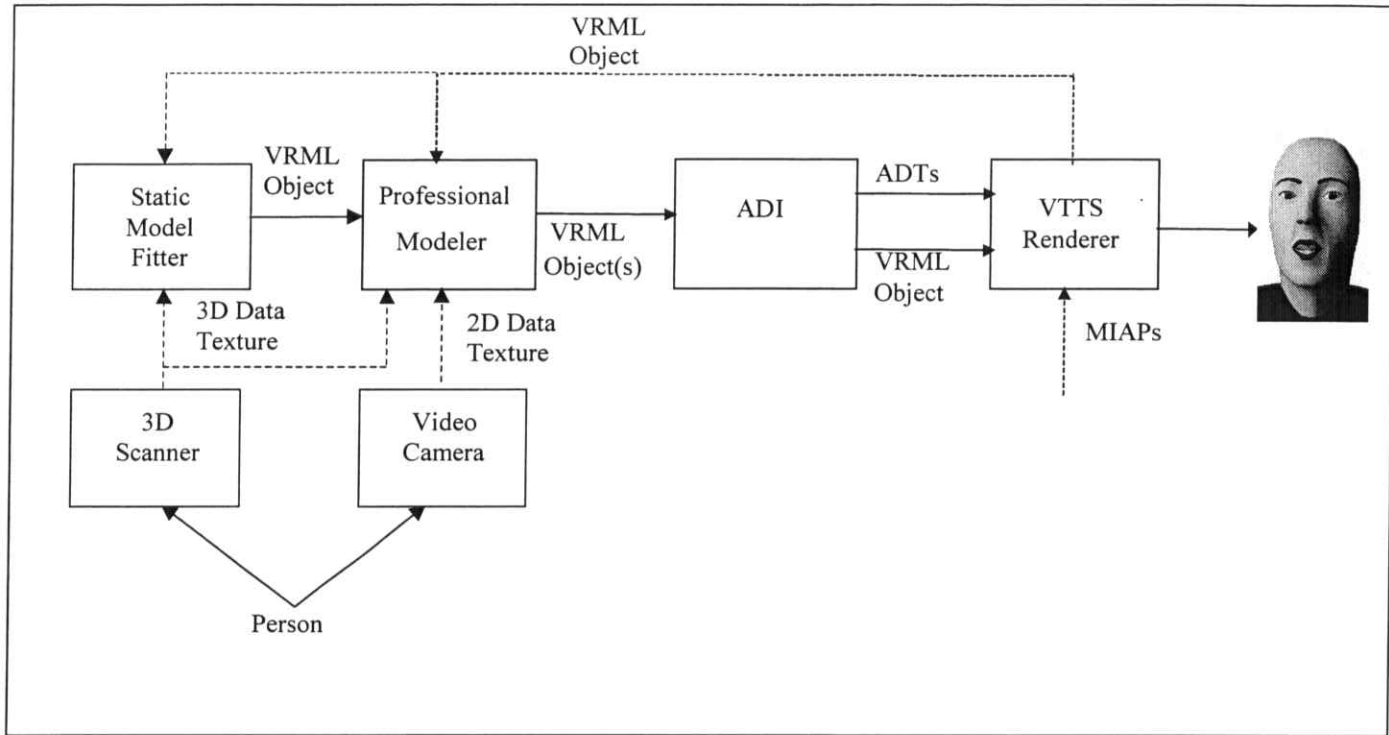 VRML
Object
VRML
Object
Static
Model
Fitter
Professional
Modeler
VRML
Object(s)
ADI
ADTs
VRML
Object
VTTS
Renderer
3D Data
Texture
2D Data
Texture
MIAPs
3D
Scanner
Video
Camera
Person